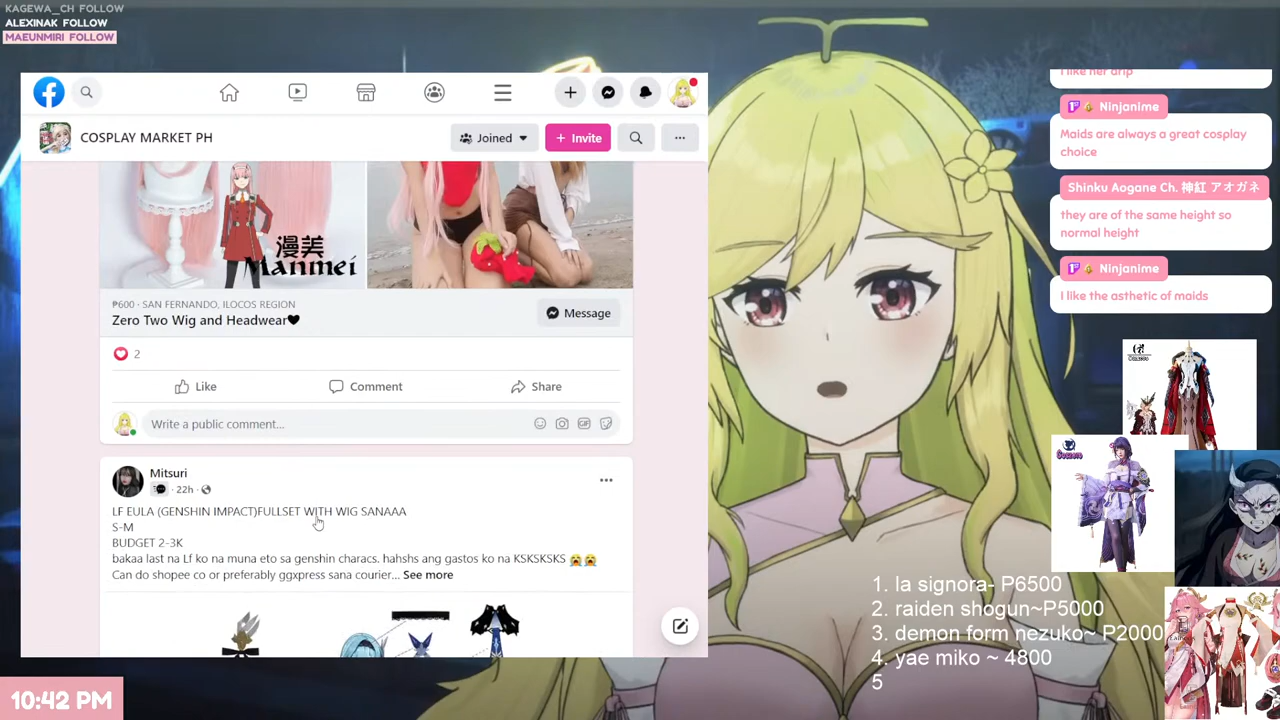 KAGEWA_CH FOLLOW
ALEXINAK FOLLOW
MAEUNMIRI FOLLOW
COSPLAY MARKET PH
Joined
+ Invite
漫美
Manmei
₱600 · SAN FERNANDO, ILOCOS REGION
Zero Two Wig and Headwear🖤
Message
2
Like
Comment
Share
Write a public comment...
GIF
Mitsuri
· 22h ·
LF EULA (GENSHIN IMPACT)FULLSET WITH WIG SANAAA
S-M
BUDGET 2-3K
bakaa last na Lf ko na muna eto sa genshin characs. hahshs ang gastos ko na KSKSKSKS 😭😭
Can do shopee co or preferably ggxpress sana courier... See more
10:42 PM
I like her drip
Ninjanime
Maids are always a great cosplay
choice
Shinku Aogane Ch. 神紅 アオガネ
they are of the same height so
normal height
Ninjanime
I like the asthetic of maids
1. la signora- P6500
2. raiden shogun~P5000
3. demon form nezuko~ P2000
4. yae miko ~ 4800
5